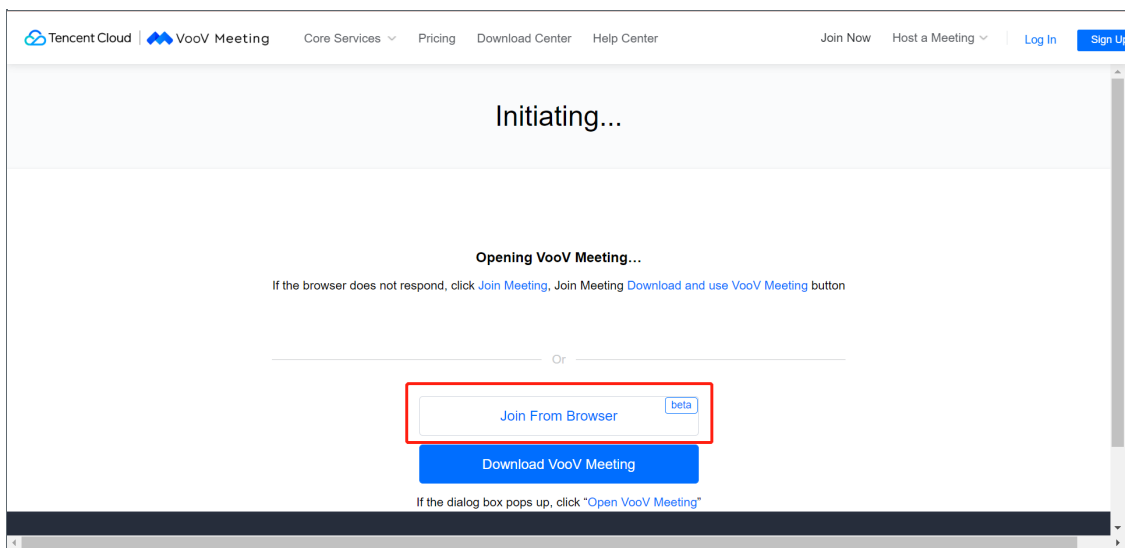 Tencent Cloud VooV Meeting Core Services Pricing Download Center Help Center Join Now Host a Meeting Log In Sign Up
Initiating...
Opening VooV Meeting...
If the browser does not respond, click Join Meeting, Join Meeting Download and use VooV Meeting button
Or
Join From Browser beta
Download VooV Meeting
If the dialog box pops up, click “Open VooV Meeting”